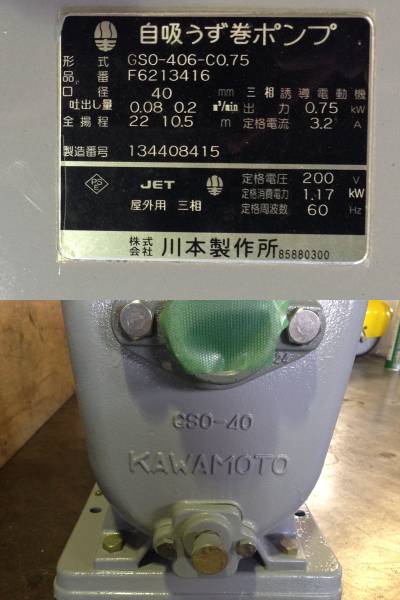 自吸うず巻ポンプ
形式 GSO-406-C0.75
品番 F6213416
口径 40 mm 三相誘導電動機
吐出し量 0.08 0.2 m³/min 出力 0.75 kW
全揚程 22 10.5 m 定格電流 3.2 A
製造番号 134408415
PSE JET 定格電圧 200 V
屋外用 三相 定格消費電力 1.17 kW
定格周波数 60 Hz
株式会社 川本製作所 85880300
GSO-40
KAWAMOTO